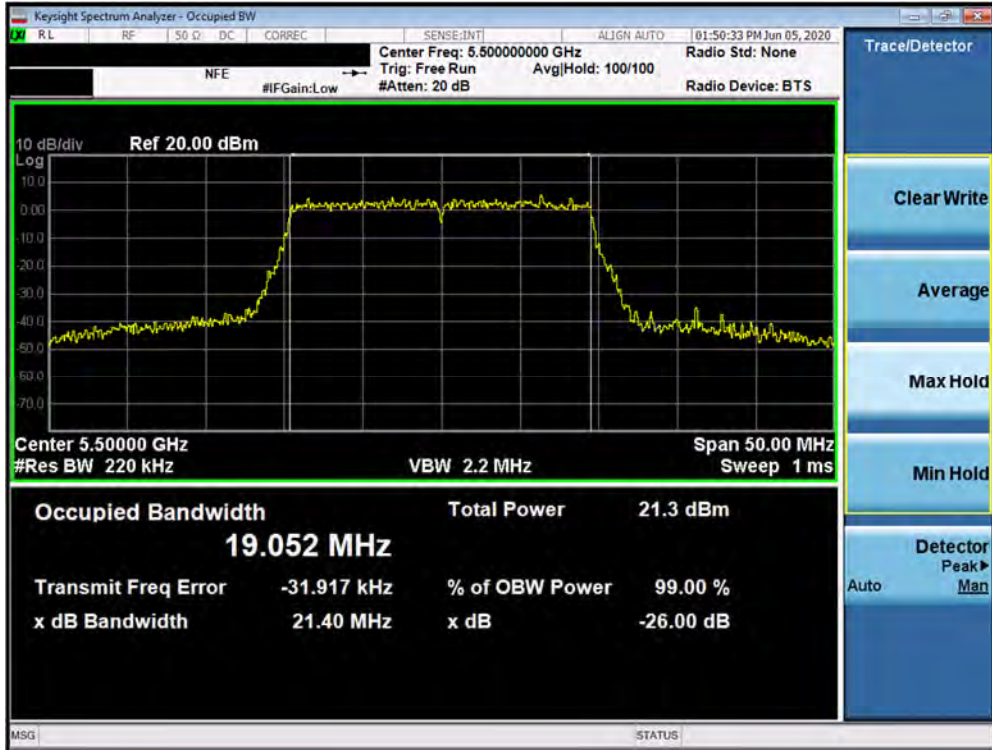 Keysight Spectrum Analyzer - Occupied BW
LXI RL RF 50 Ω DC CORREC SENSE:INT ALIGN AUTO 01:50:33 PM Jun 05, 2020
Center Freq: 5.500000000 GHz Radio Std: None
NFE Trig: Free Run Avg|Hold: 100/100
#IFGain:Low #Atten: 20 dB Radio Device: BTS
10 dB/div Ref 20.00 dBm
Log
10.0
0.00
-10.0
-20.0
-30.0
-40.0
-50.0
-60.0
-70.0
Center 5.50000 GHz Span 50.00 MHz
#Res BW 220 kHz VBW 2.2 MHz Sweep 1 ms
Occupied Bandwidth Total Power 21.3 dBm
19.052 MHz
Transmit Freq Error -31.917 kHz % of OBW Power 99.00 %
x dB Bandwidth 21.40 MHz x dB -26.00 dB
Trace/Detector
Clear Write
Average
Max Hold
Min Hold
Detector
Peak▶
Auto Man
MSG STATUS